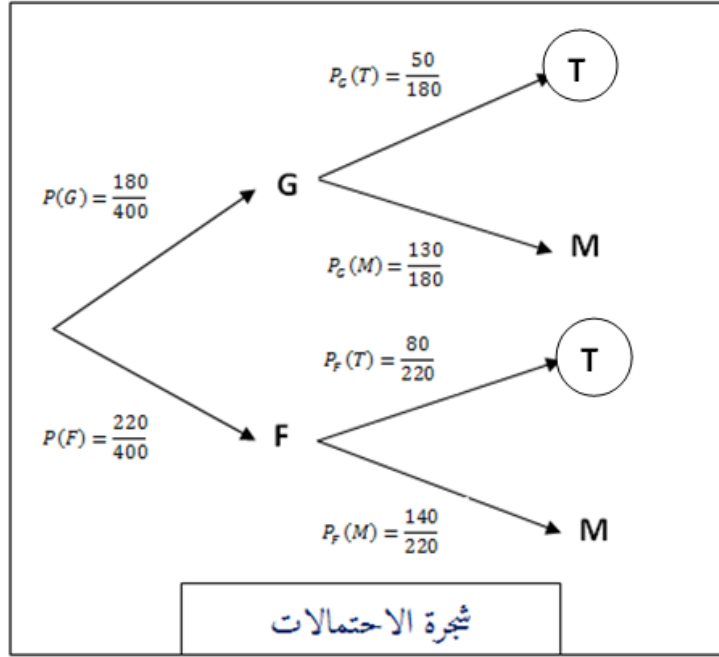 P_G(T) = 50/180
T
P(G) = 180/400
G
P_G(M) = 130/180
M
P_F(T) = 80/220
T
P(F) = 220/400
F
P_F(M) = 140/220
M
شجرة الاحتمالات